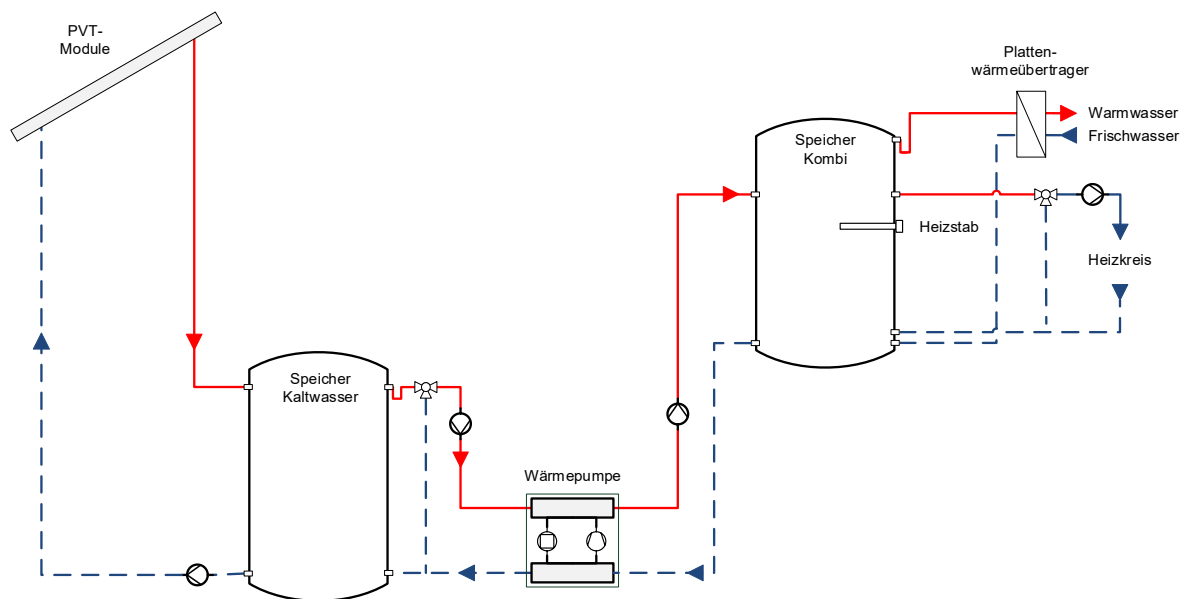 PVT-
Module
Platten-
wärmeübertrager
Warmwasser
Frischwasser
Speicher
Kombi
Heizstab
Heizkreis
Speicher
Kaltwasser
Wärmepumpe